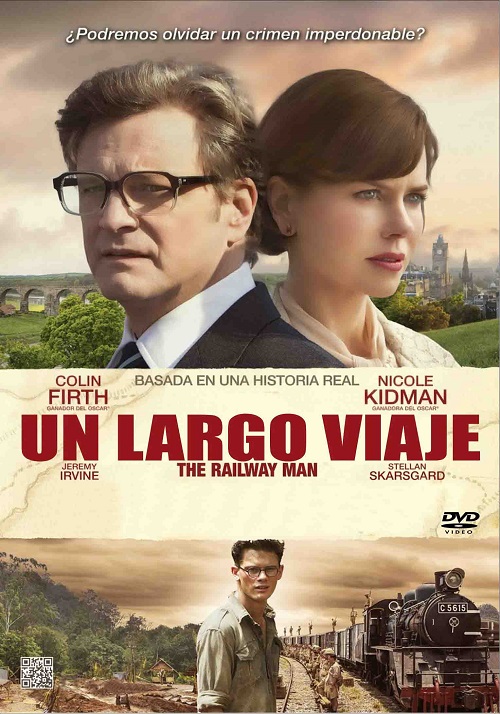 ¿Podremos olvidar un crimen imperdonable?
COLIN FIRTH
GANADOR DEL OSCAR®
BASADA EN UNA HISTORIA REAL
NICOLE KIDMAN
GANADORA DEL OSCAR®
UN LARGO VIAJE
JEREMY IRVINE
THE RAILWAY MAN
STELLAN SKARSGARD
DVD
VIDEO
C 5615